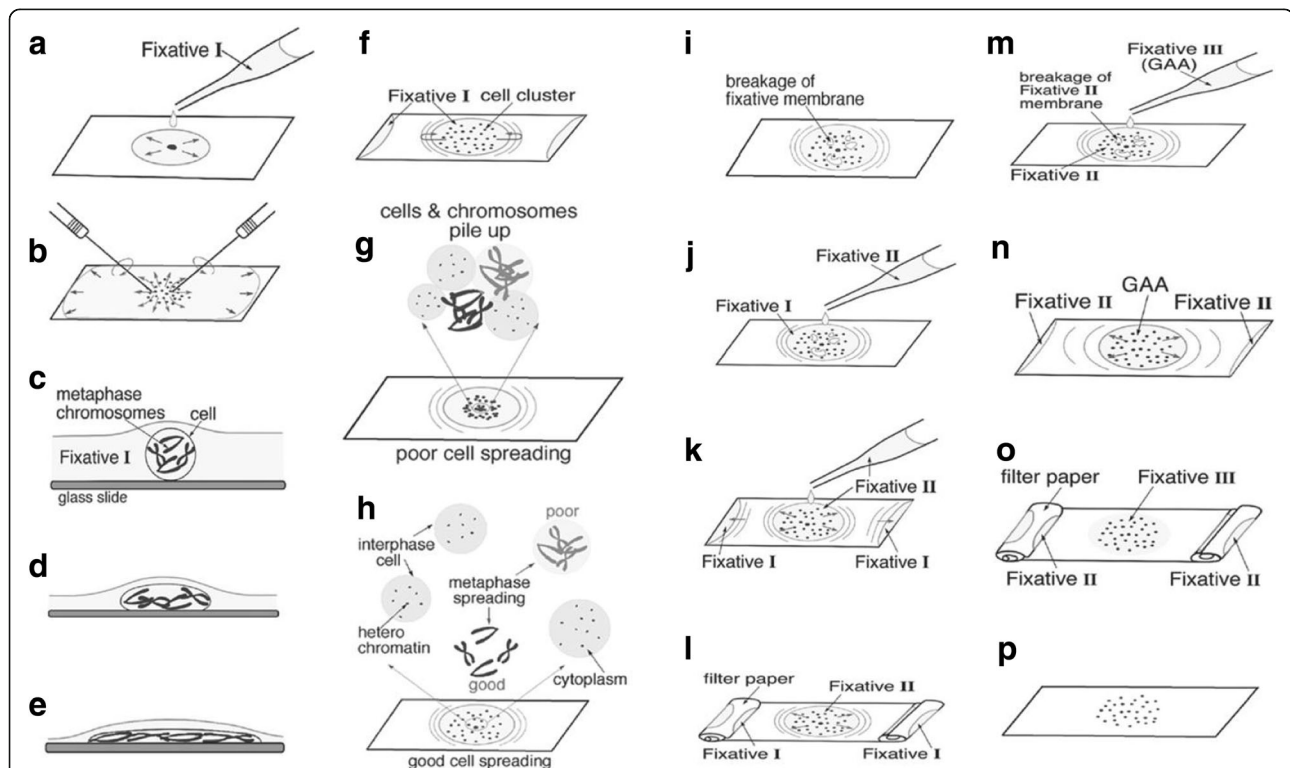 a
Fixative I
b
c
metaphase
chromosomes
cell
Fixative I
glass slide
d
e
f
Fixative I cell cluster
cells & chromosomes
pile up
g
poor cell spreading
h
poor
interphase
cell
metaphase
spreading
hetero
chromatin
good
cytoplasm
good cell spreading
i
breakage of
fixative membrane
j
Fixative II
Fixative I
k
Fixative II
Fixative I
Fixative I
l
filter paper
Fixative II
Fixative I
Fixative I
m
Fixative III
(GAA)
breakage of
Fixative II
membrane
Fixative II
n
GAA
Fixative II
Fixative II
o
filter paper
Fixative III
Fixative II
Fixative II
p